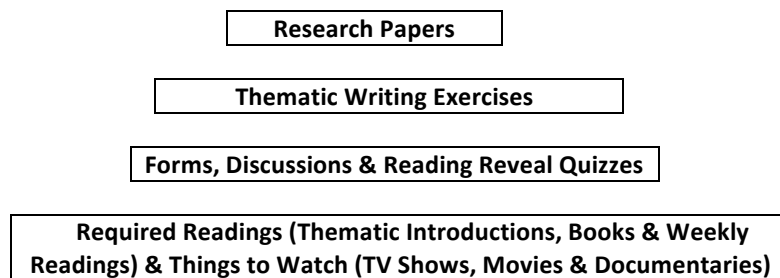 Research Papers
Thematic Writing Exercises
Forms, Discussions & Reading Reveal Quizzes
Required Readings (Thematic Introductions, Books & Weekly
Readings) & Things to Watch (TV Shows, Movies & Documentaries)